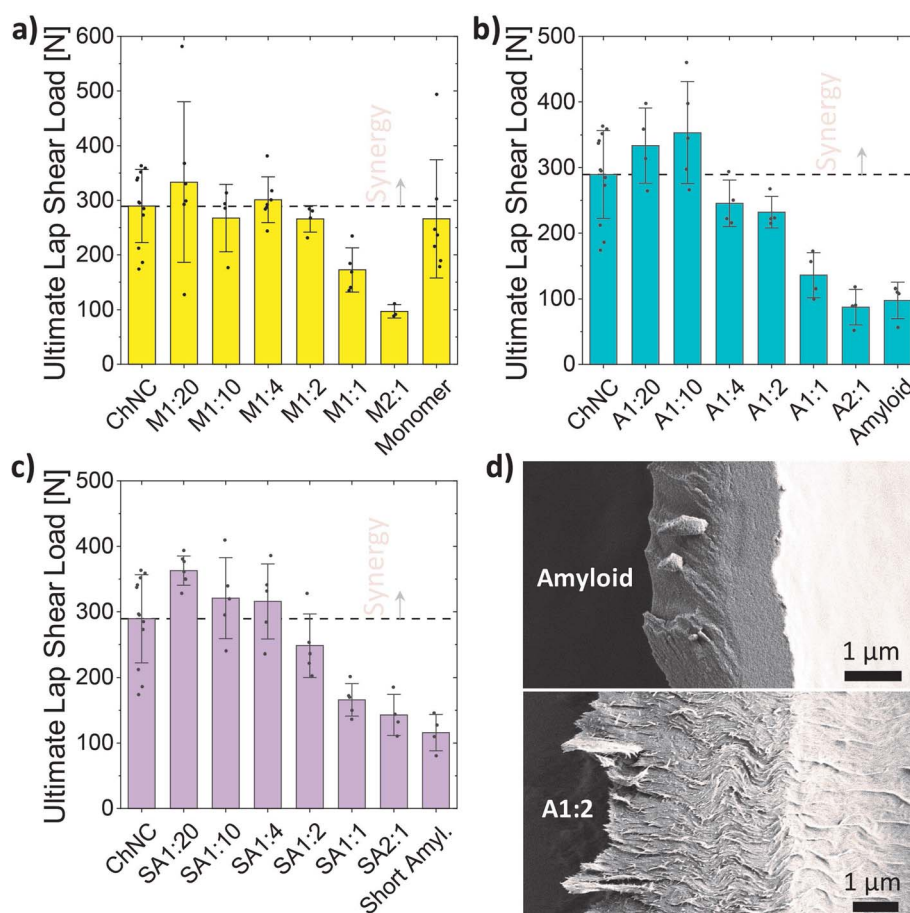 a)
Ultimate Lap Shear Load [N]
600
500
400
300
200
100
0
Synergy
ChNC
M1:20
M1:10
M1:4
M1:2
M1:1
M2:1
Monomer
b)
Ultimate Lap Shear Load [N]
500
400
300
200
100
0
Synergy
ChNC
A1:20
A1:10
A1:4
A1:2
A1:1
A2:1
Amyloid
c)
Ultimate Lap Shear Load [N]
500
400
300
200
100
0
Synergy
ChNC
SA1:20
SA1:10
SA1:4
SA1:2
SA1:1
SA2:1
Short Amyl.
d)
Amyloid
1 µm
A1:2
1 µm